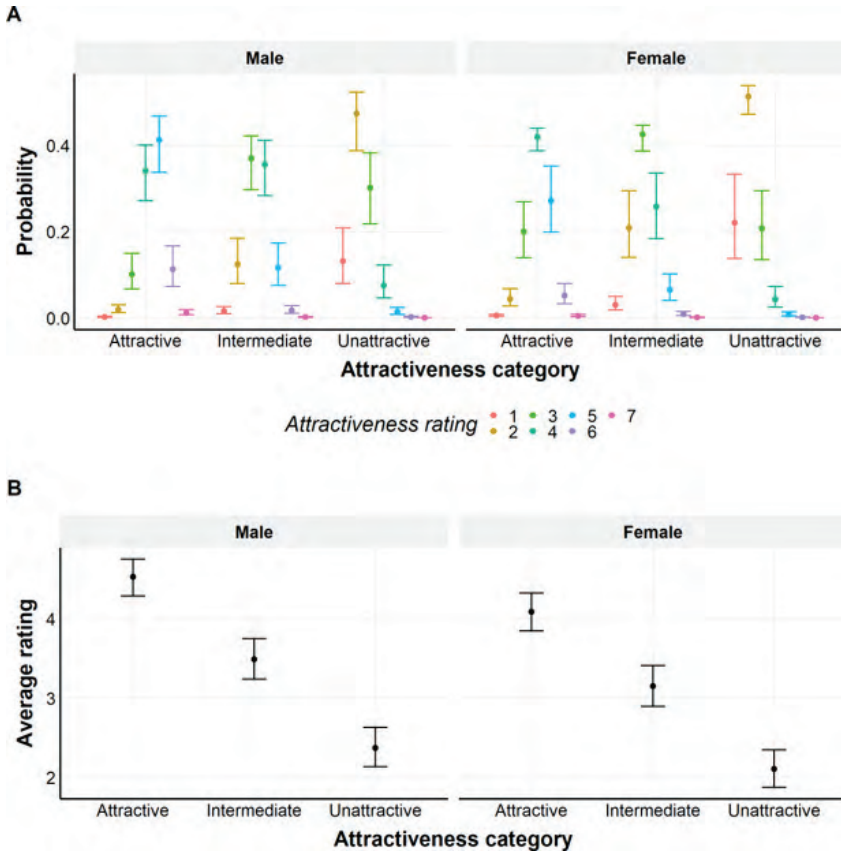 A
Male Female
Probability
0.4
0.2
0.0
Attractive Intermediate Unattractive Attractive Intermediate Unattractive
Attractiveness category
Attractiveness rating 1 3 5 7
2 4 6
B
Male Female
Average rating
4
3
2
Attractive Intermediate Unattractive Attractive Intermediate Unattractive
Attractiveness category